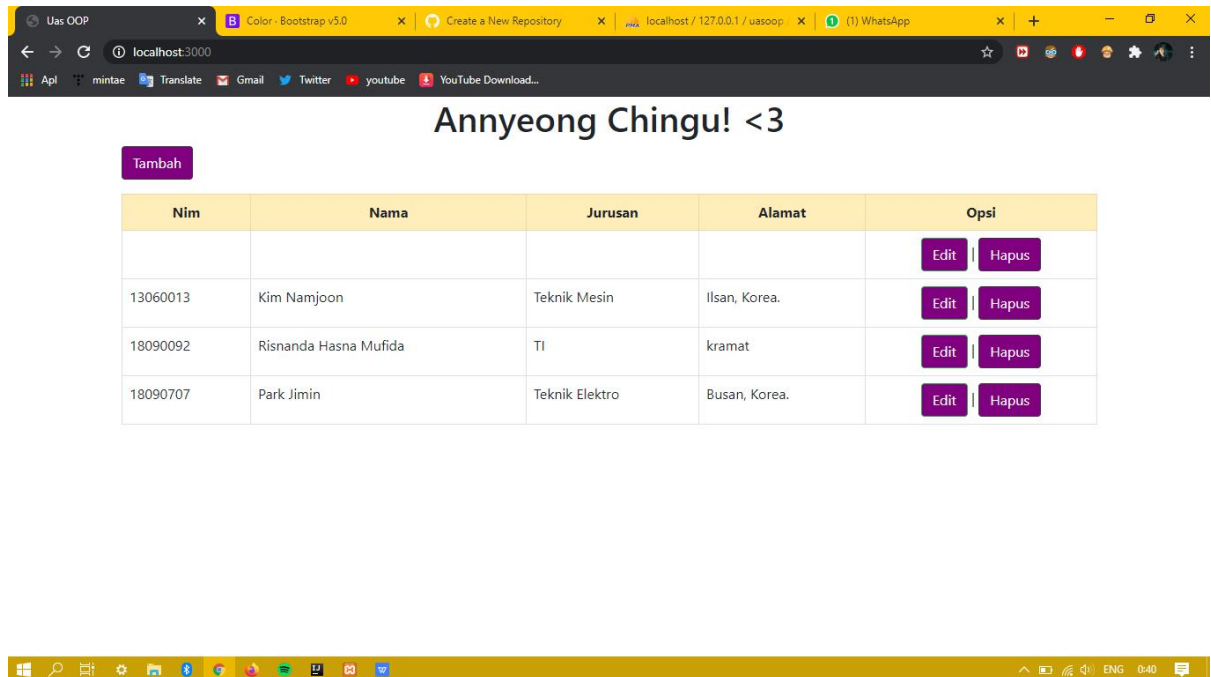 Uas OOP
Color - Bootstrap v5.0
Create a New Repository
localhost / 127.0.0.1 / uasoop
(1) WhatsApp
localhost:3000
Apl
mintae
Translate
Gmail
Twitter
youtube
YouTube Download...
Annyeong Chingu! <3
Tambah
Nim Nama Jurusan Alamat Opsi
Edit | Hapus
13060013 Kim Namjoon Teknik Mesin Ilsan, Korea. Edit | Hapus
18090092 Risnanda Hasna Mufida TI kramat Edit | Hapus
18090707 Park Jimin Teknik Elektro Busan, Korea. Edit | Hapus
ENG 0:40